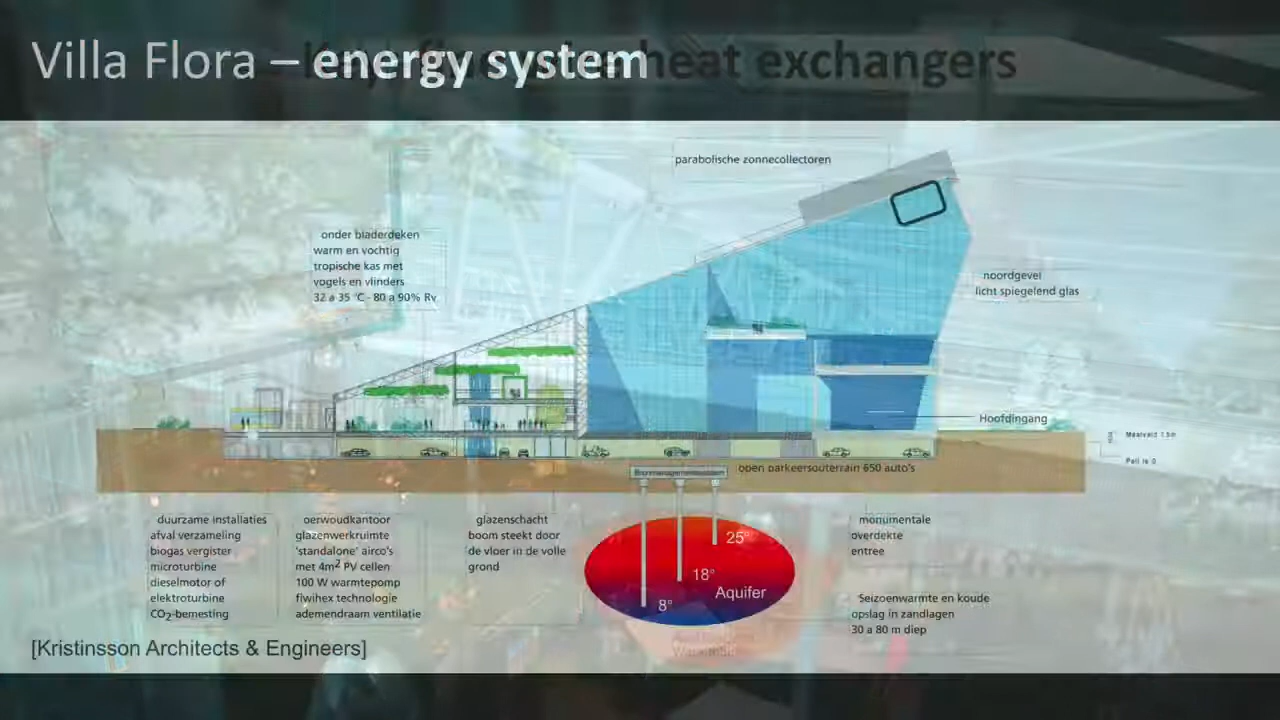 Villa Flora – energy system
heat exchangers
parabolische zonnecollectoren
onder bladerdeken
warm en vochtig
tropische kas met
vogels en vlinders
32 a 35 °C - 80 a 90% Rv
noordgevel
licht spiegelend glas
Hoofdingang
Maaiveld 1.5m
Peil is 0
Bronmanagementsysteem
open parkeersouterrain 650 auto's
duurzame installaties
afval verzameling
biogas vergister
microturbine
dieselmotor of
elektroturbine
CO2-bemesting
oerwoudkantoor
glazenwerkruimte
'standalone' airco's
met 4m2 PV cellen
100 W warmtepomp
fiwihex technologie
ademendraam ventilatie
glazenschacht
boom steekt door
de vloer in de volle
grond
25°
18°
Aquifer
8°
monumentale
overdekte
entree
Seizoenwarmte en koude
opslag in zandlagen
30 a 80 m diep
[Kristinsson Architects & Engineers]